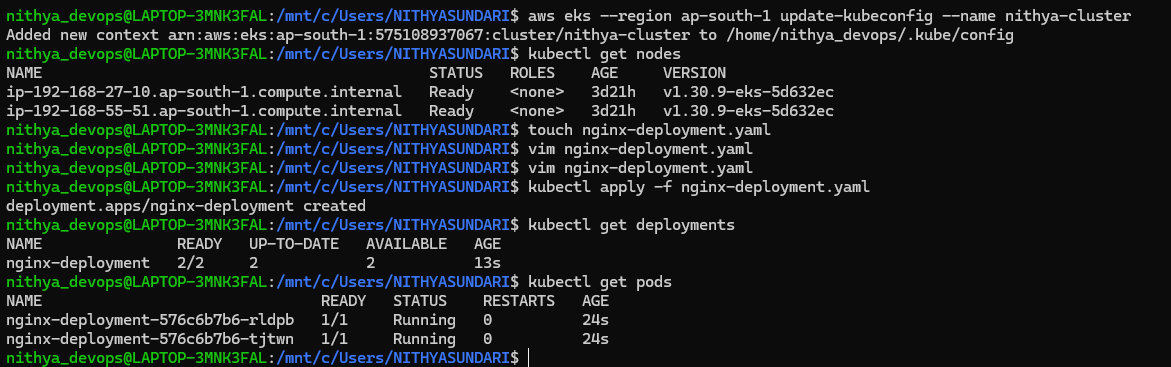 nithya_devops@LAPTOP-3MNK3FAL:/mnt/c/Users/NITHYASUNDARI$ aws eks --region ap-south-1 update-kubeconfig --name nithya-cluster
Added new context arn:aws:eks:ap-south-1:575108937067:cluster/nithya-cluster to /home/nithya_devops/.kube/config
nithya_devops@LAPTOP-3MNK3FAL:/mnt/c/Users/NITHYASUNDARI$ kubectl get nodes
NAME                                           STATUS   ROLES    AGE     VERSION
ip-192-168-27-10.ap-south-1.compute.internal   Ready    <none>   3d21h   v1.30.9-eks-5d632ec
ip-192-168-55-51.ap-south-1.compute.internal   Ready    <none>   3d21h   v1.30.9-eks-5d632ec
nithya_devops@LAPTOP-3MNK3FAL:/mnt/c/Users/NITHYASUNDARI$ touch nginx-deployment.yaml
nithya_devops@LAPTOP-3MNK3FAL:/mnt/c/Users/NITHYASUNDARI$ vim nginx-deployment.yaml
nithya_devops@LAPTOP-3MNK3FAL:/mnt/c/Users/NITHYASUNDARI$ vim nginx-deployment.yaml
nithya_devops@LAPTOP-3MNK3FAL:/mnt/c/Users/NITHYASUNDARI$ kubectl apply -f nginx-deployment.yaml
deployment.apps/nginx-deployment created
nithya_devops@LAPTOP-3MNK3FAL:/mnt/c/Users/NITHYASUNDARI$ kubectl get deployments
NAME               READY   UP-TO-DATE   AVAILABLE   AGE
nginx-deployment   2/2     2            2           13s
nithya_devops@LAPTOP-3MNK3FAL:/mnt/c/Users/NITHYASUNDARI$ kubectl get pods
NAME                               READY   STATUS    RESTARTS   AGE
nginx-deployment-576c6b7b6-rldpb   1/1     Running   0          24s
nginx-deployment-576c6b7b6-tjtwn   1/1     Running   0          24s
nithya_devops@LAPTOP-3MNK3FAL:/mnt/c/Users/NITHYASUNDARI$